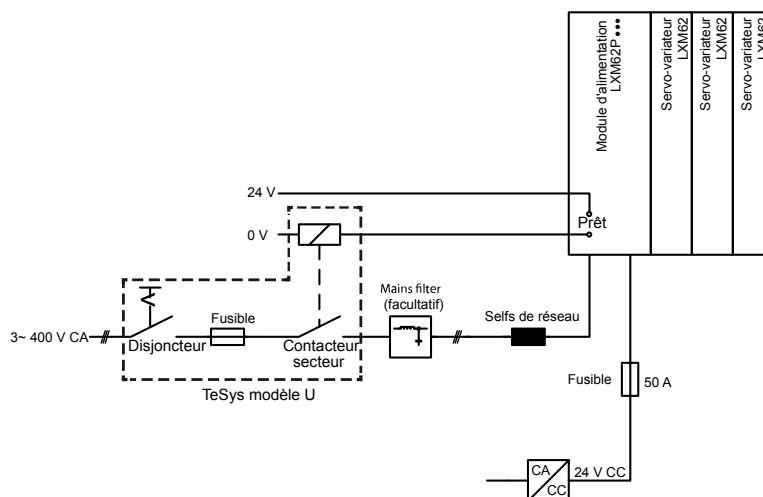 Module d'alimentation
LXM62P •••
Servo-variateur
LXM62
Servo-variateur
LXM62
Servo-variateur
LXM62
24 V
Prêt
0 V
Mains filter
(facultatif)
Fusible
Selfs de réseau
3~ 400 V CA
Disjoncteur
Contacteur
secteur
TeSys modèle U
Fusible
50 A
CA
CC
24 V CC